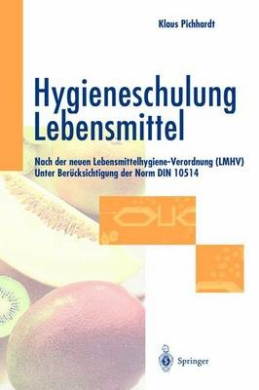 Klaus Pichhardt
Hygieneschulung
Lebensmittel
Nach der neuen Lebensmittelhygiene-Verordnung (LMHV)
Unter Berücksichtigung der Norm DIN 10514
Springer